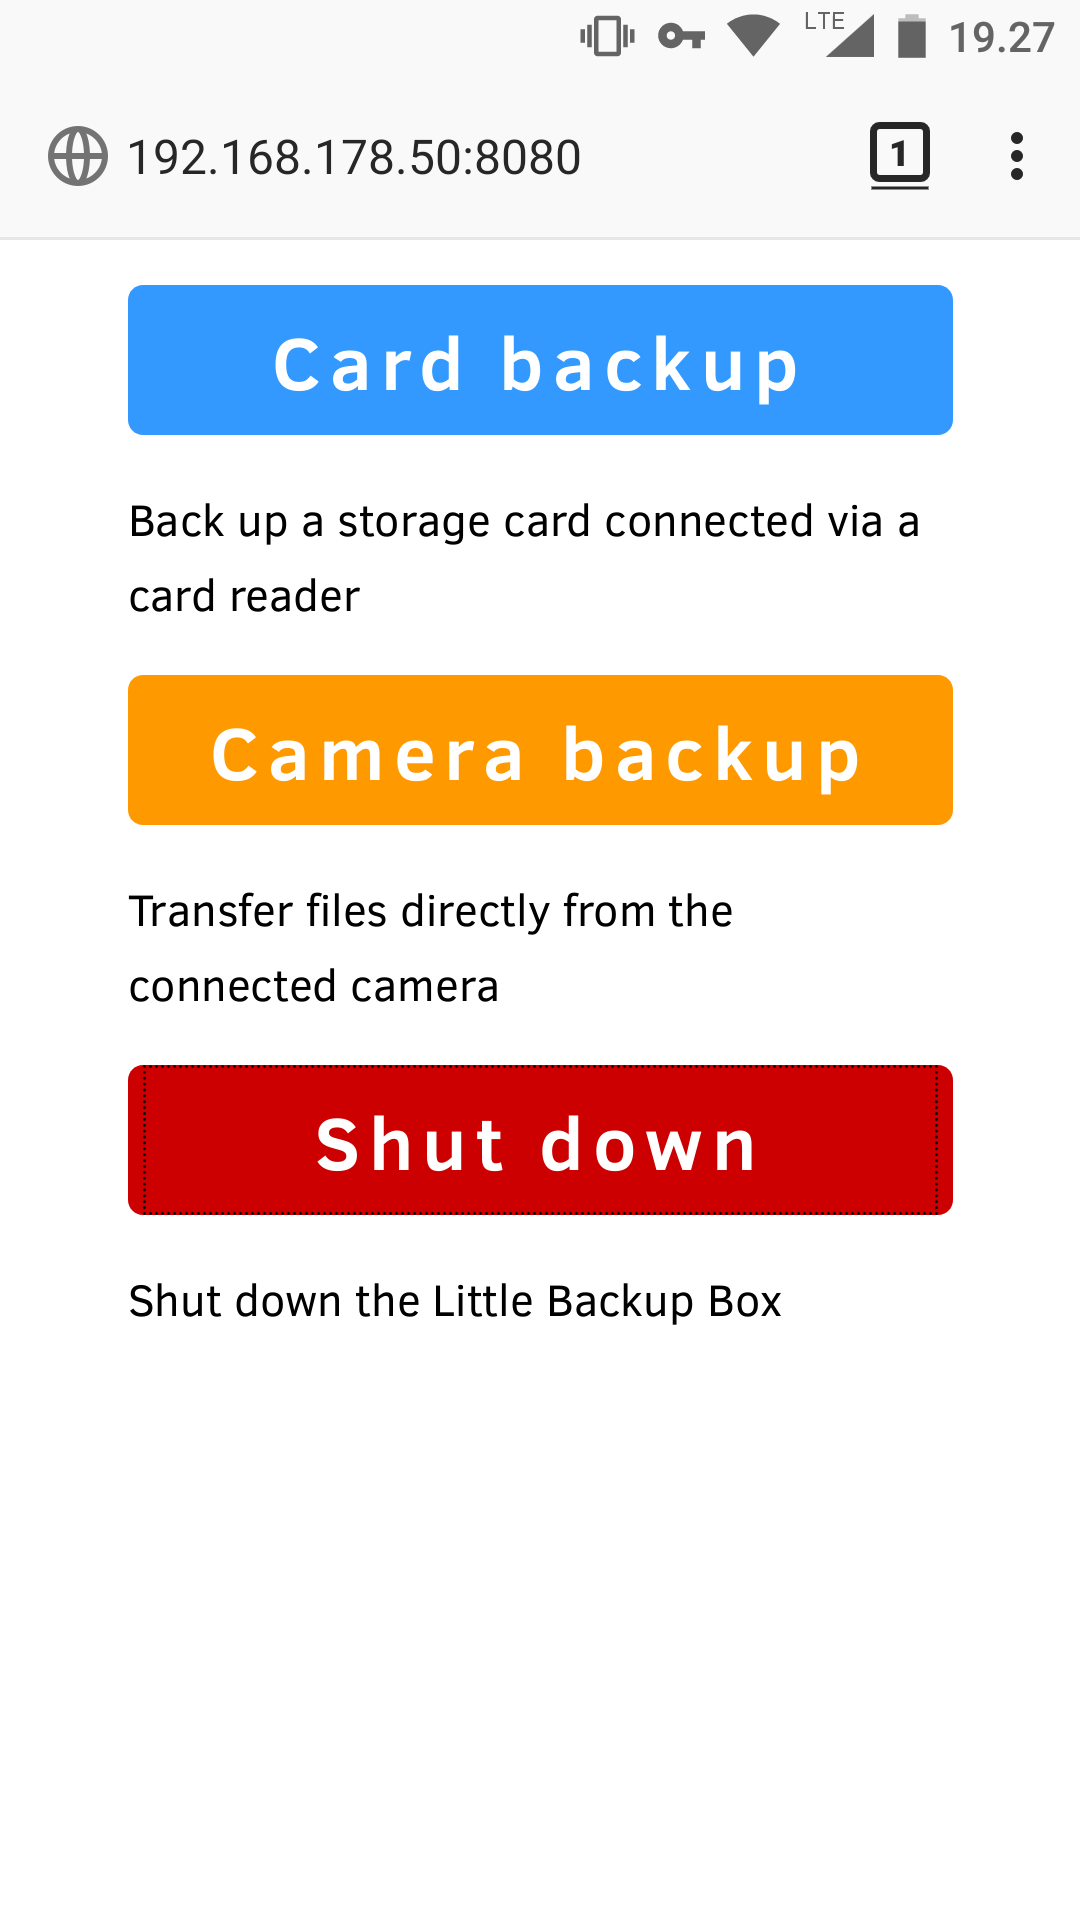 LTE 19.27
192.168.178.50:8080 1
Card backup
Back up a storage card connected via a
card reader
Camera backup
Transfer files directly from the
connected camera
Shut down
Shut down the Little Backup Box